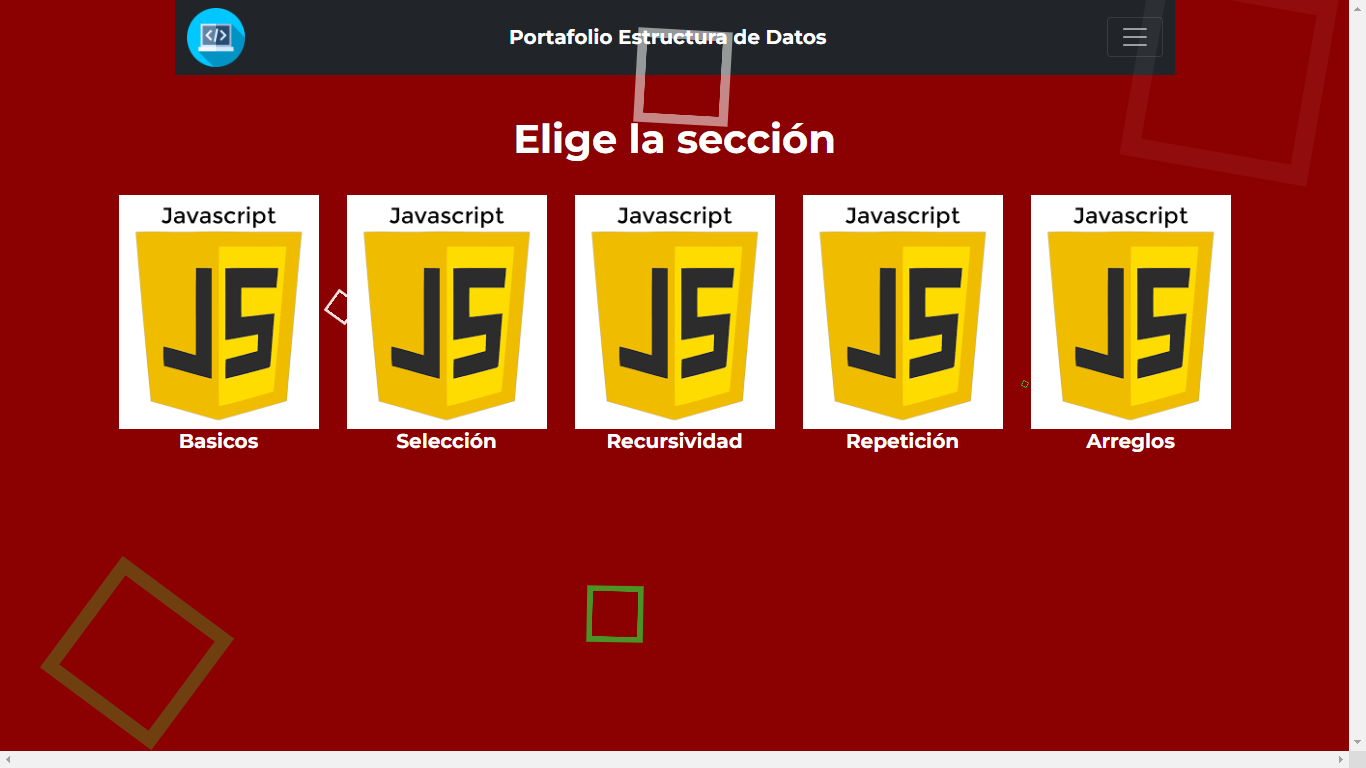 </>
Portafolio Estructura de Datos
Elige la sección
Javascript
JS
Basicos
Javascript
JS
Selección
Javascript
JS
Recursividad
Javascript
JS
Repetición
Javascript
JS
Arreglos